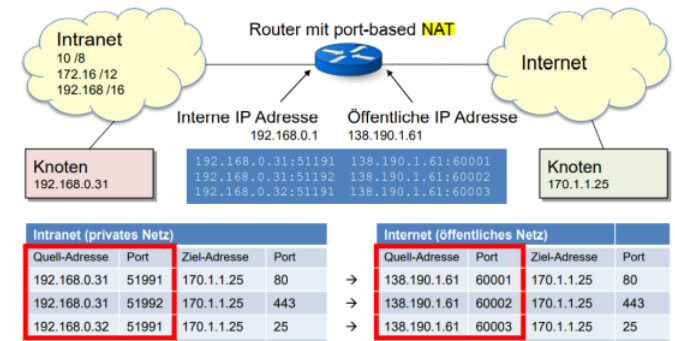 Router mit port-based NAT
Intranet
10 /8
172.16 /12
192.168 /16
Internet
Interne IP Adresse
192.168.0.1
Öffentliche IP Adresse
138.190.1.61
Knoten
192.168.0.31
192.168.0.31:51191 138.190.1.61:60001
192.168.0.31:51192 138.190.1.61:60002
192.168.0.32:51191 138.190.1.61:60003
Knoten
170.1.1.25
Intranet (privates Netz)
Quell-Adresse Port Ziel-Adresse Port
192.168.0.31 51991 170.1.1.25 80 →
192.168.0.31 51992 170.1.1.25 443 →
192.168.0.32 51991 170.1.1.25 25 →
Internet (öffentliches Netz)
Quell-Adresse Port Ziel-Adresse Port
138.190.1.61 60001 170.1.1.25 80
138.190.1.61 60002 170.1.1.25 443
138.190.1.61 60003 170.1.1.25 25